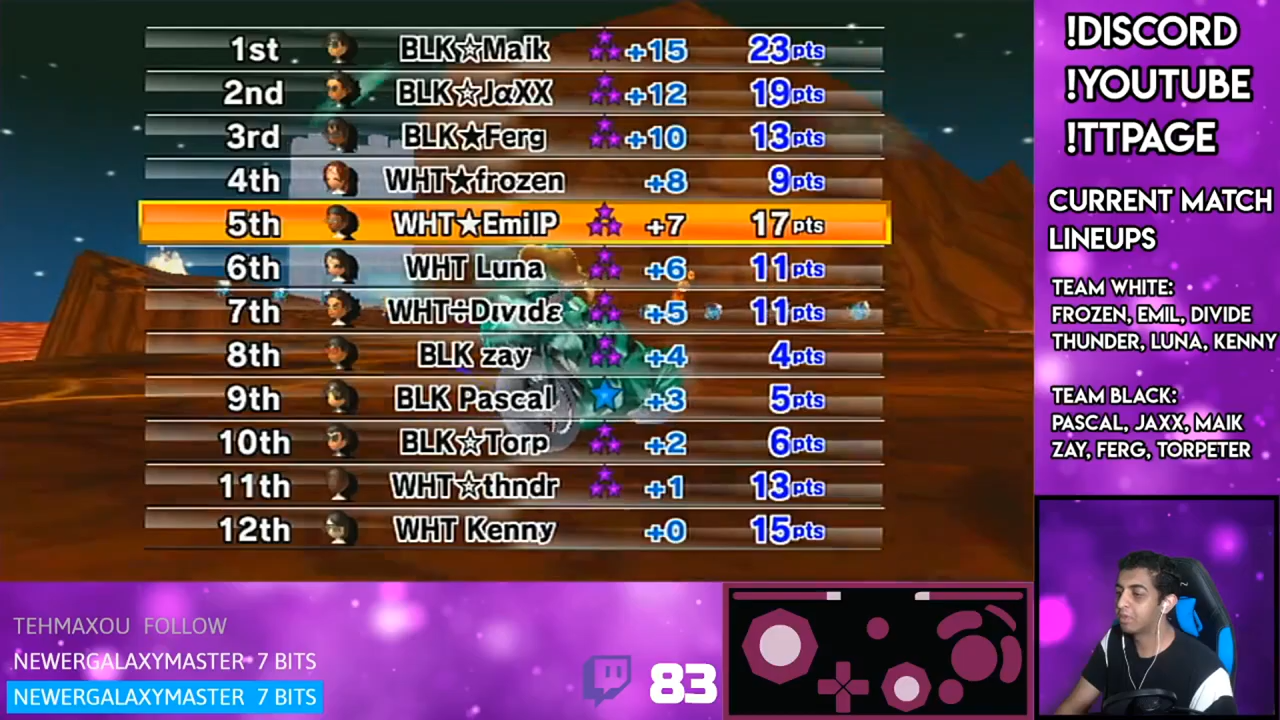 1st BLK☆Maik +15 23pts
2nd BLK☆JαXX +12 19pts
3rd BLK★Ferg +10 13pts
4th WHT★frozen +8 9pts
5th WHT★EmilP +7 17pts
6th WHT Luna +6 11pts
7th WHT÷Dιvιdε +5 11pts
8th BLK zay +4 4pts
9th BLK Pascal +3 5pts
10th BLK☆Torp +2 6pts
11th WHT☆thndr +1 13pts
12th WHT Kenny +0 15pts
!DISCORD
!YOUTUBE
!TTPAGE
CURRENT MATCH
LINEUPS
TEAM WHITE:
FROZEN, EMIL, DIVIDE
THUNDER, LUNA, KENNY
TEAM BLACK:
PASCAL, JAXX, MAIK
ZAY, FERG, TORPETER
TEHMAXOU FOLLOW
NEWERGALAXYMASTER 7 BITS
NEWERGALAXYMASTER 7 BITS
83